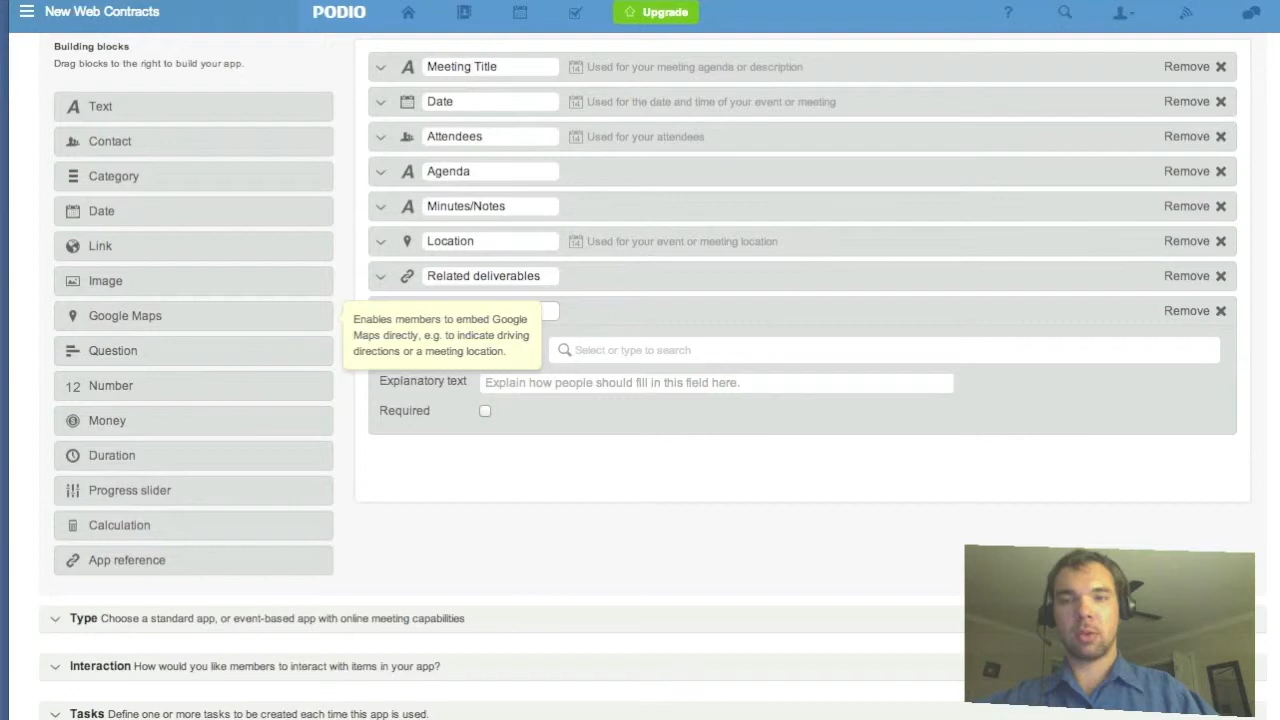 New Web Contracts
PODIO
Upgrade
?
Building blocks
Drag blocks to the right to build your app.
Text
Contact
Category
Date
Link
Image
Google Maps
Question
12 Number
Money
Duration
Progress slider
Calculation
App reference
Meeting Title
14 Used for your meeting agenda or description
Remove
Date
14 Used for the date and time of your event or meeting
Remove
Attendees
14 Used for your attendees
Remove
Agenda
Remove
Minutes/Notes
Remove
Location
14 Used for your event or meeting location
Remove
Related deliverables
Remove
Remove
Enables members to embed Google
Maps directly, e.g. to indicate driving
directions or a meeting location.
Select or type to search
Explanatory text
Explain how people should fill in this field here.
Required
Type Choose a standard app, or event-based app with online meeting capabilities
Interaction How would you like members to interact with items in your app?
Tasks Define one or more tasks to be created each time this app is used.